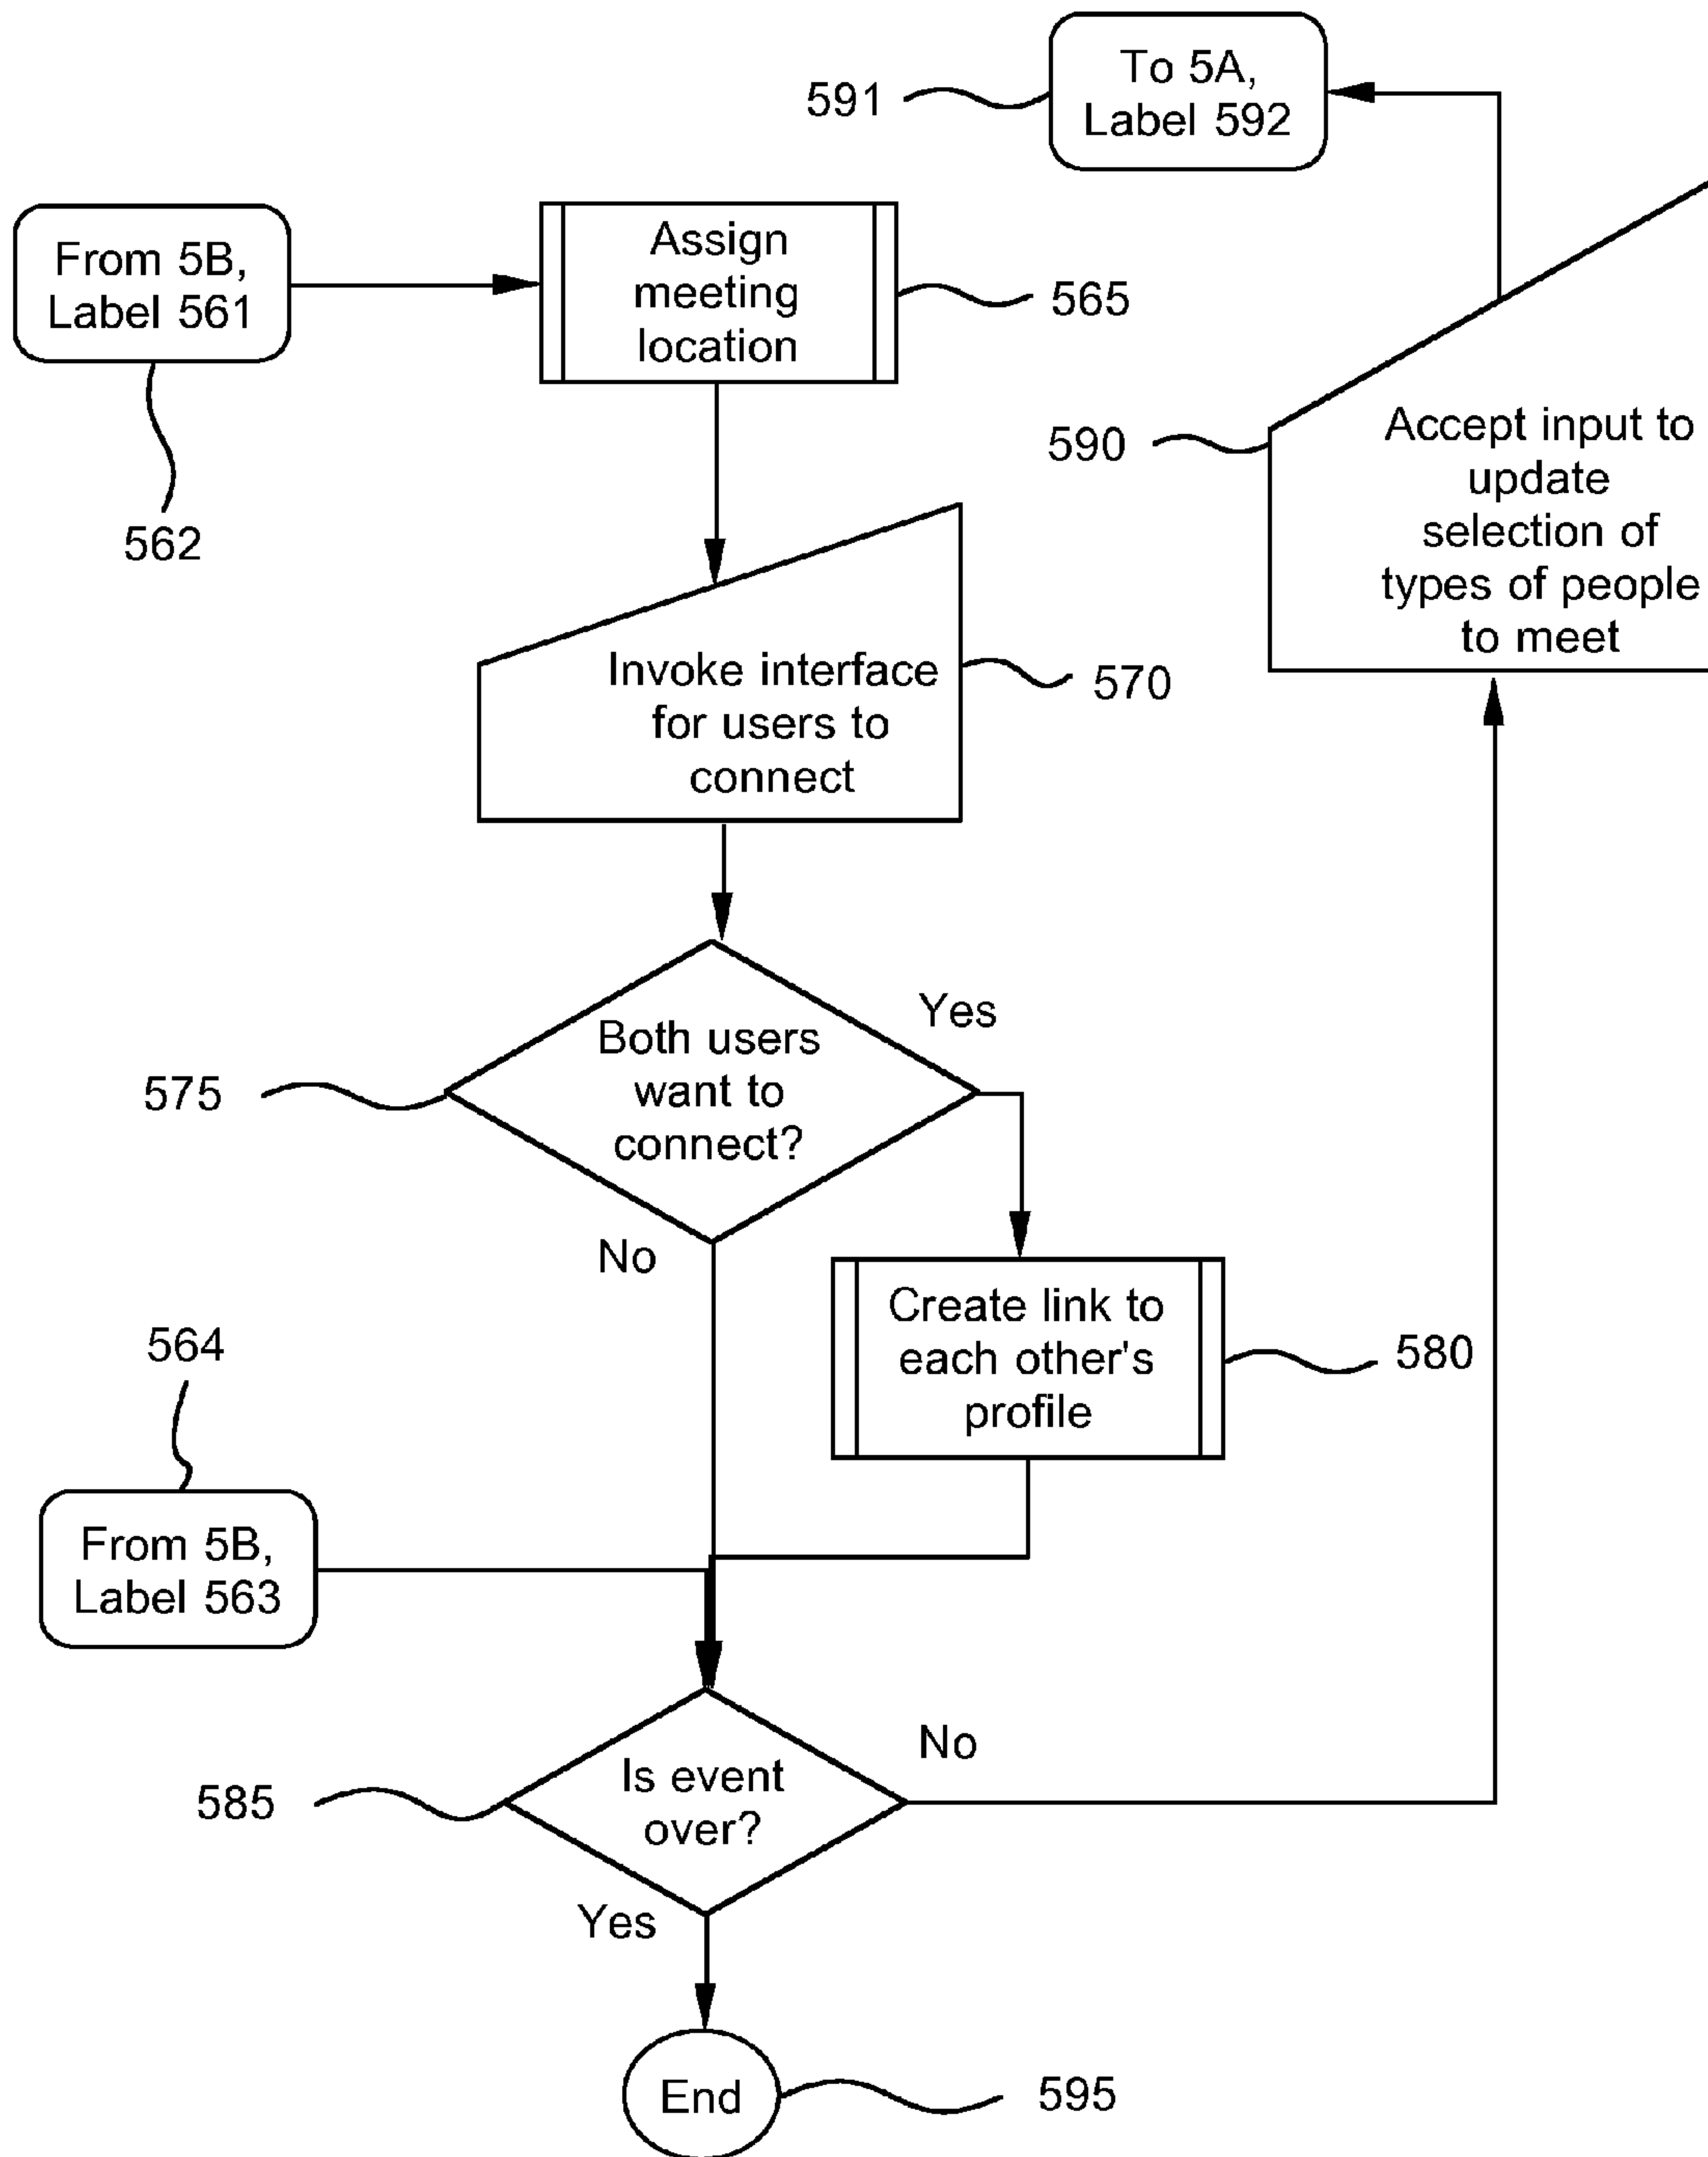 To 5A,
Label 592
591
From 5B,
Label 561
562
Assign
meeting
location
565
590
Accept input to
update
selection of
types of people
to meet
Invoke interface
for users to
connect
570
Both users
want to
connect?
575
Yes
No
Create link to
each other's
profile
580
564
From 5B,
Label 563
Is event
over?
585
No
Yes
End
595